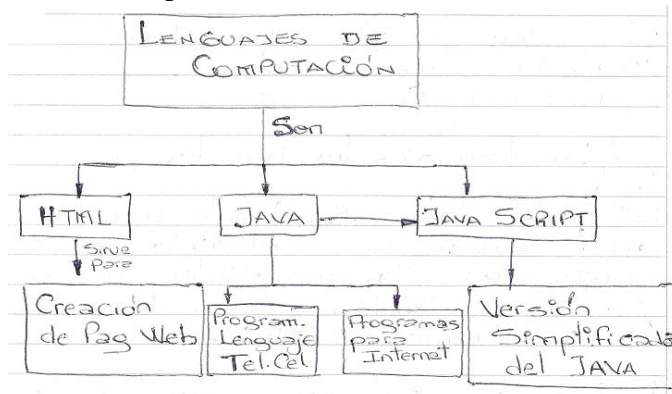 LENGUAJES DE
COMPUTACIÓN
Son
HTML
JAVA
JAVA SCRIPT
Sirve
Para
Creación
de Pag Web
Program.
Lenguaje
Tel. Cel.
Programas
para
Internet
Versión
Simplificada
del JAVA